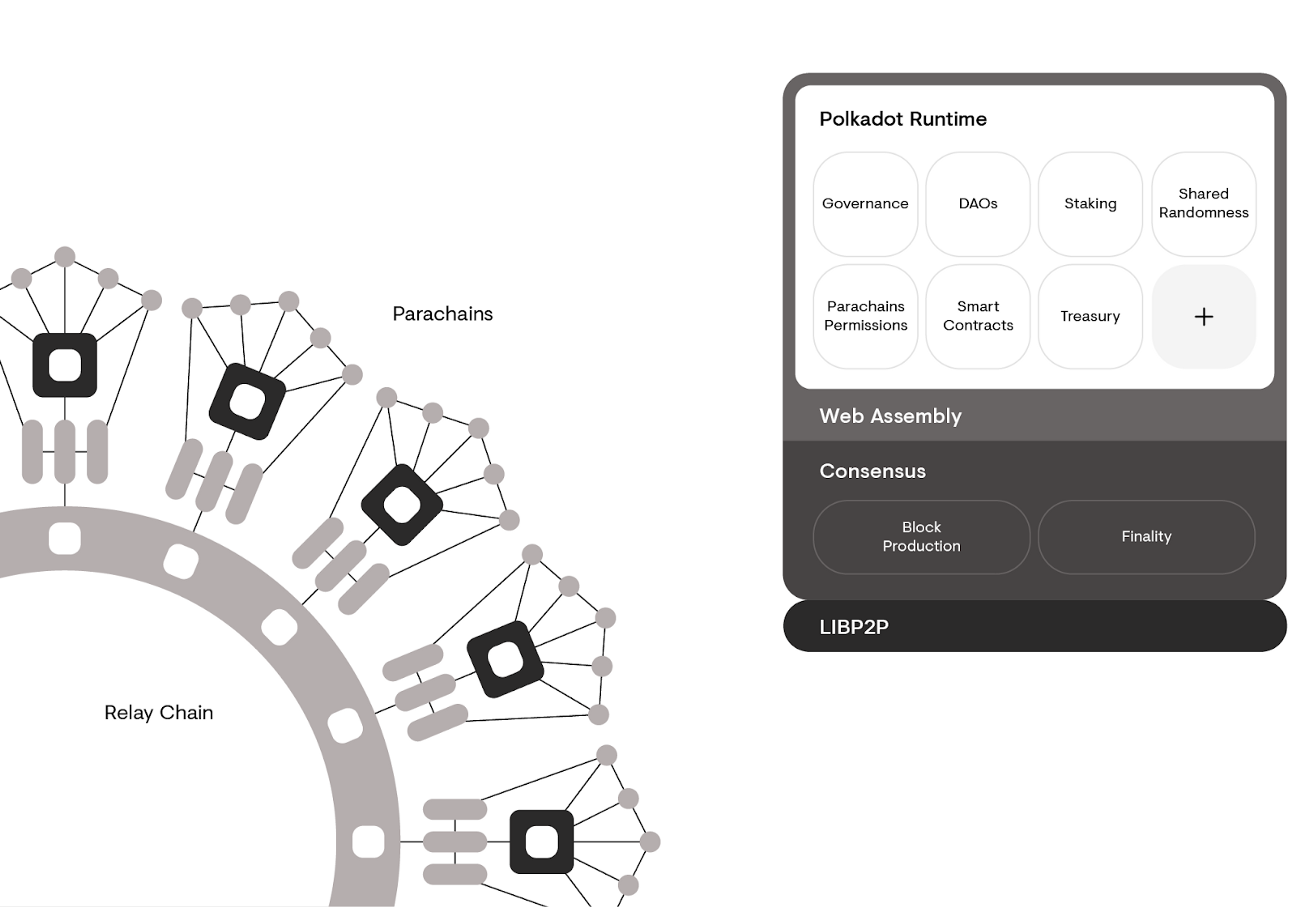 Parachains
Relay Chain
Polkadot Runtime
Governance
DAOs
Staking
Shared
Randomness
Parachains
Permissions
Smart
Contracts
Treasury
+
Web Assembly
Consensus
Block
Production
Finality
LIBP2P